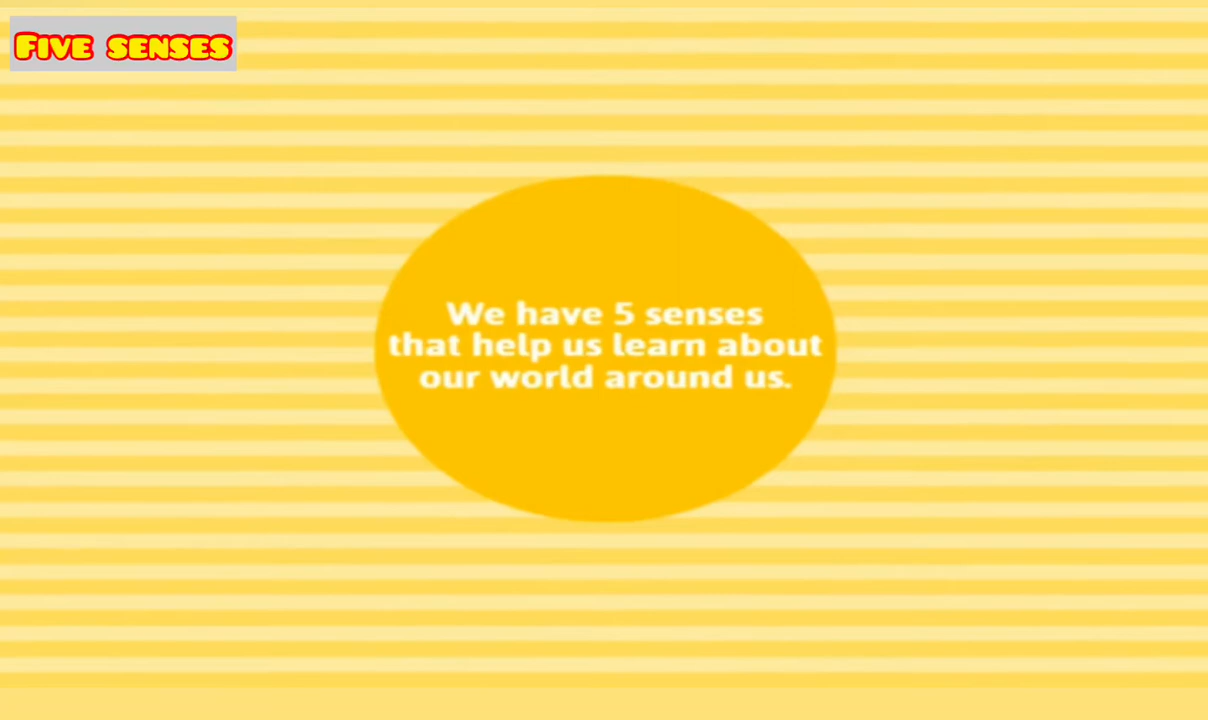 Five senses
We have 5 senses
that help us learn about
our world around us.